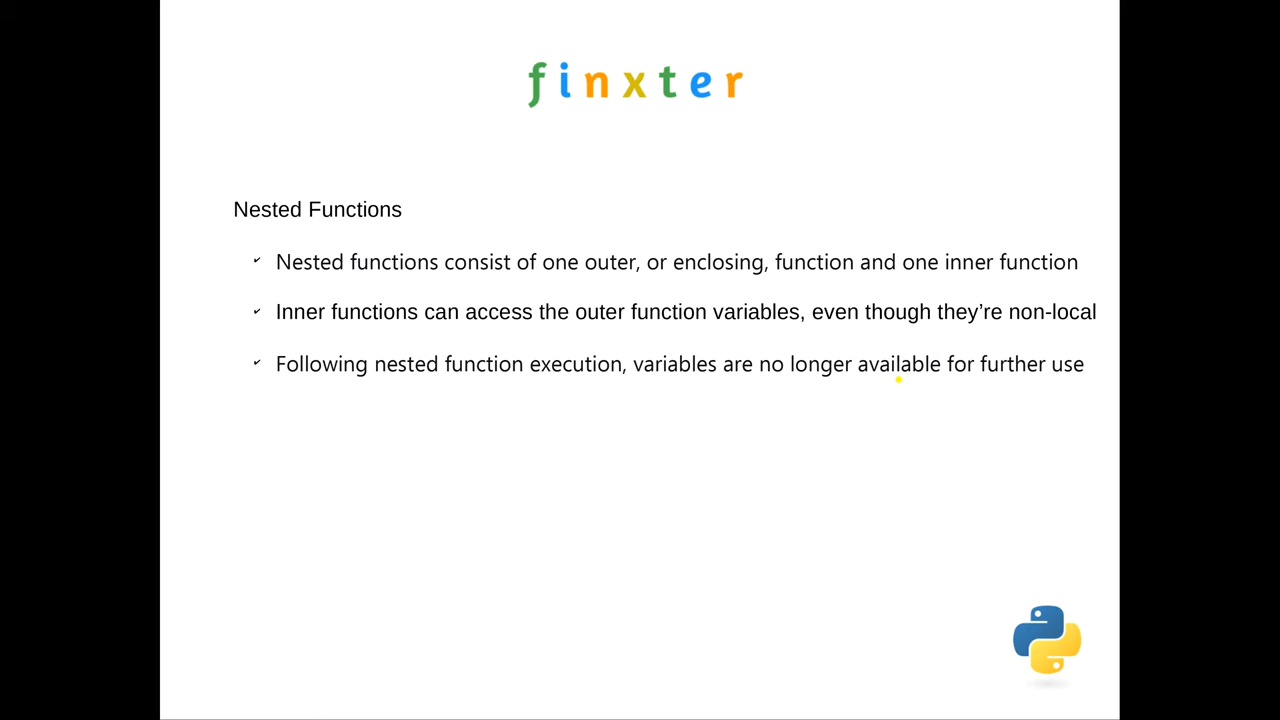 finxter
Nested Functions
✓ Nested functions consist of one outer, or enclosing, function and one inner function
✓ Inner functions can access the outer function variables, even though they’re non-local
✓ Following nested function execution, variables are no longer available for further use